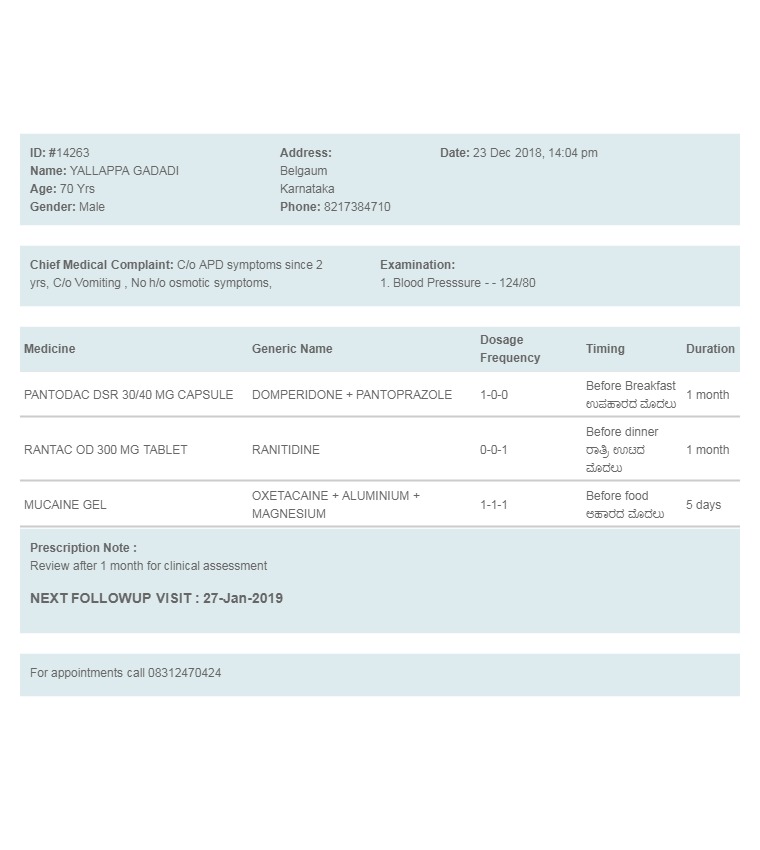 ID: #14263
Name: YALLAPPA GADADI
Age: 70 Yrs
Gender: Male
Address:
Belgaum
Karnataka
Phone: 8217384710
Date: 23 Dec 2018, 14:04 pm
Chief Medical Complaint: C/o APD symptoms since 2
yrs, C/o Vomiting , No h/o osmotic symptoms,
Examination:
1. Blood Presssure - - 124/80
Medicine Generic Name Dosage Frequency Timing Duration
PANTODAC DSR 30/40 MG CAPSULE DOMPERIDONE + PANTOPRAZOLE 1-0-0 Before Breakfast 1 month
ಉಪಹಾರದ ಮೊದಲು
RANTAC OD 300 MG TABLET RANITIDINE 0-0-1 Before dinner 1 month
ರಾತ್ರಿ ಊಟದ
ಮೊದಲು
MUCAINE GEL OXETACAINE + ALUMINIUM + MAGNESIUM 1-1-1 Before food 5 days
ಆಹಾರದ ಮೊದಲು
Prescription Note :
Review after 1 month for clinical assessment
NEXT FOLLOWUP VISIT : 27-Jan-2019
For appointments call 08312470424